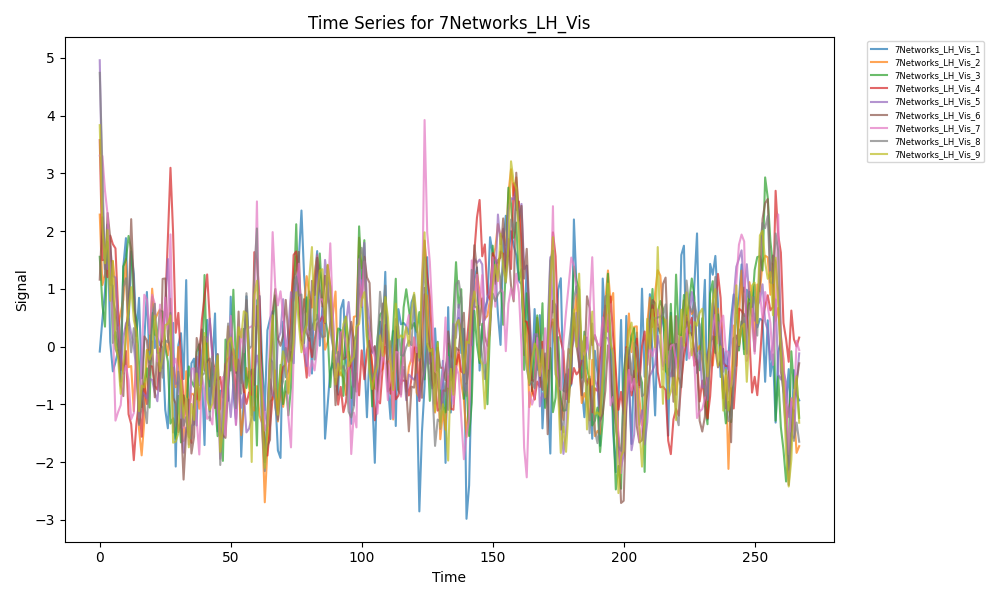 Time Series for 7Networks_LH_Vis
Signal
5
4
3
2
1
0
−1
−2
−3
0
50
100
150
200
250
Time
7Networks_LH_Vis_1
7Networks_LH_Vis_2
7Networks_LH_Vis_3
7Networks_LH_Vis_4
7Networks_LH_Vis_5
7Networks_LH_Vis_6
7Networks_LH_Vis_7
7Networks_LH_Vis_8
7Networks_LH_Vis_9